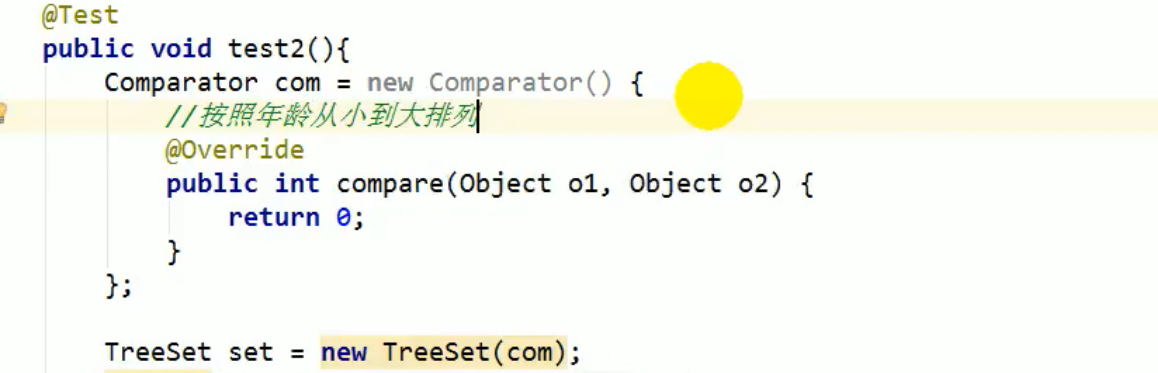 @Test
public void test2(){
Comparator com = new Comparator() {
//按照年龄从小到大排列
@Override
public int compare(Object o1, Object o2) {
return 0;
}
};
TreeSet set = new TreeSet(com);